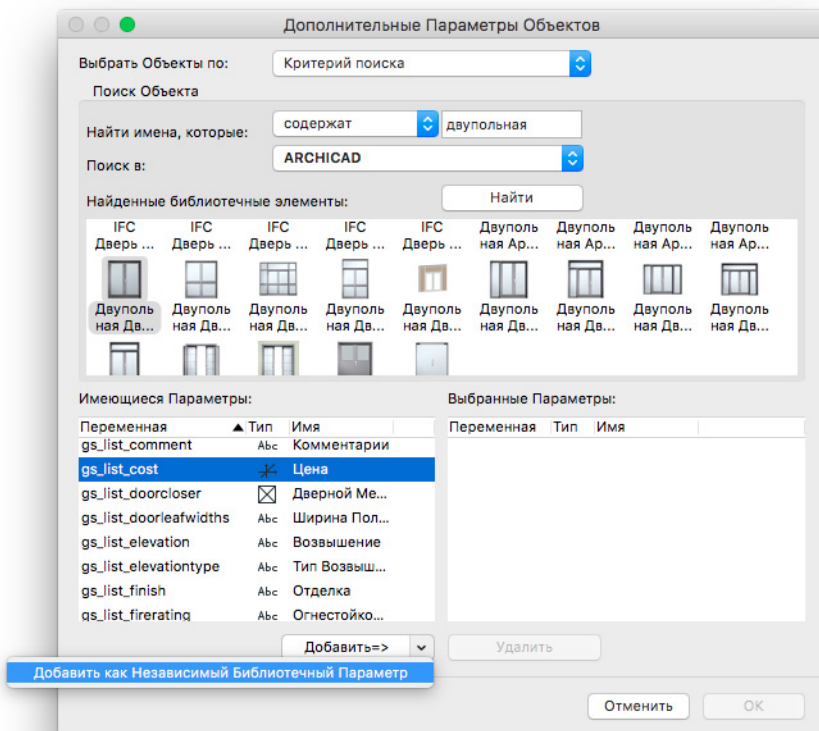 Дополнительные Параметры Объектов
Выбрать Объекты по: Критерий поиска
Поиск Объекта
Найти имена, которые: содержат двупольная
Поиск в: ARCHICAD
Найденные библиотечные элементы: Найти
IFC IFC IFC IFC IFC Двуполь Двуполь Двуполь Двуполь
Дверь ... Дверь ... Дверь ... Дверь ... Дверь ... ная Ар... ная Ар... ная Ар... ная Ар...
Двуполь Двуполь Двуполь Двуполь Двуполь Двуполь Двуполь Двуполь Двуполь
ная Дв... ная Дв... ная Дв... ная Дв... ная Дв... ная Дв... ная Дв... ная Дв... ная Дв...
Имеющиеся Параметры: Выбранные Параметры:
Переменная Тип Имя Переменная Тип Имя
gs_list_comment Abc Комментарии
gs_list_cost Цена
gs_list_doorcloser Дверной Ме...
gs_list_doorleafwidths Abc Ширина Пол...
gs_list_elevation Abc Возвышение
gs_list_elevationtype Abc Тип Возвыш...
gs_list_finish Abc Отделка
gs_list_firerating Abc Огнестойко...
Добавить=> Удалить
Добавить как Независимый Библиотечный Параметр
Отменить OK